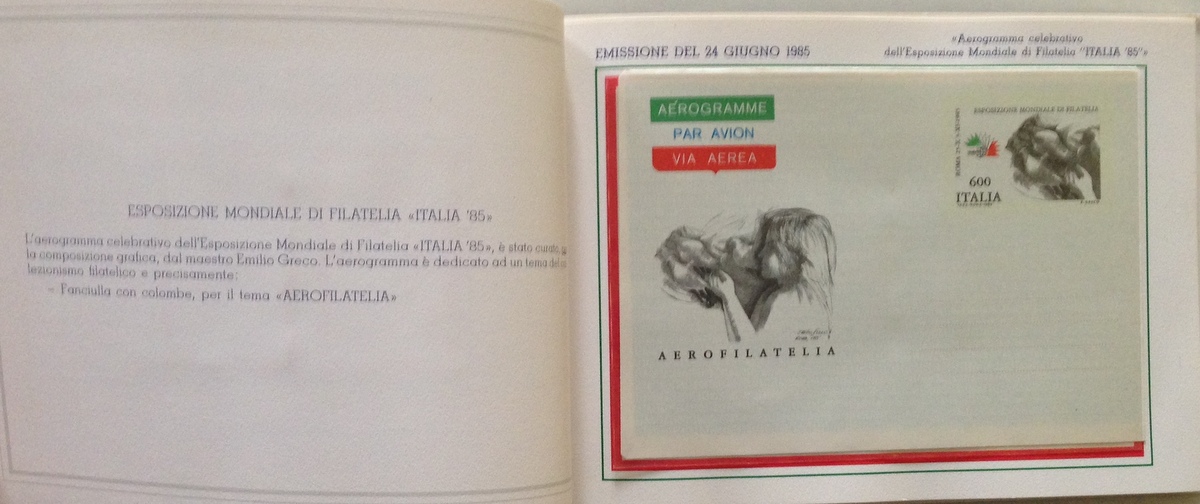 ESPOSIZIONE MONDIALE DI FILATELIA «ITALIA '85»
L'aerogramma celebrativo dell'Esposizione Mondiale di Filatelia «ITALIA '85», è stato curato,
la composizione grafica, dal maestro Emilio Greco. L'aerogramma è dedicato ad un tema del
lezionismo filatelico e precisamente:
– Fanciulla con colombe, per il tema «AEROFILATELIA»
EMISSIONE DEL 24 GIUGNO 1985
«Aerogramma celebrativo
dell'Esposizione Mondiale di Filatelia "ITALIA '85"»
AÉROGRAMME
PAR AVION
VIA AEREA
ESPOSIZIONE MONDIALE DI FILATELIA
600
ITALIA
AEROFILATELIA